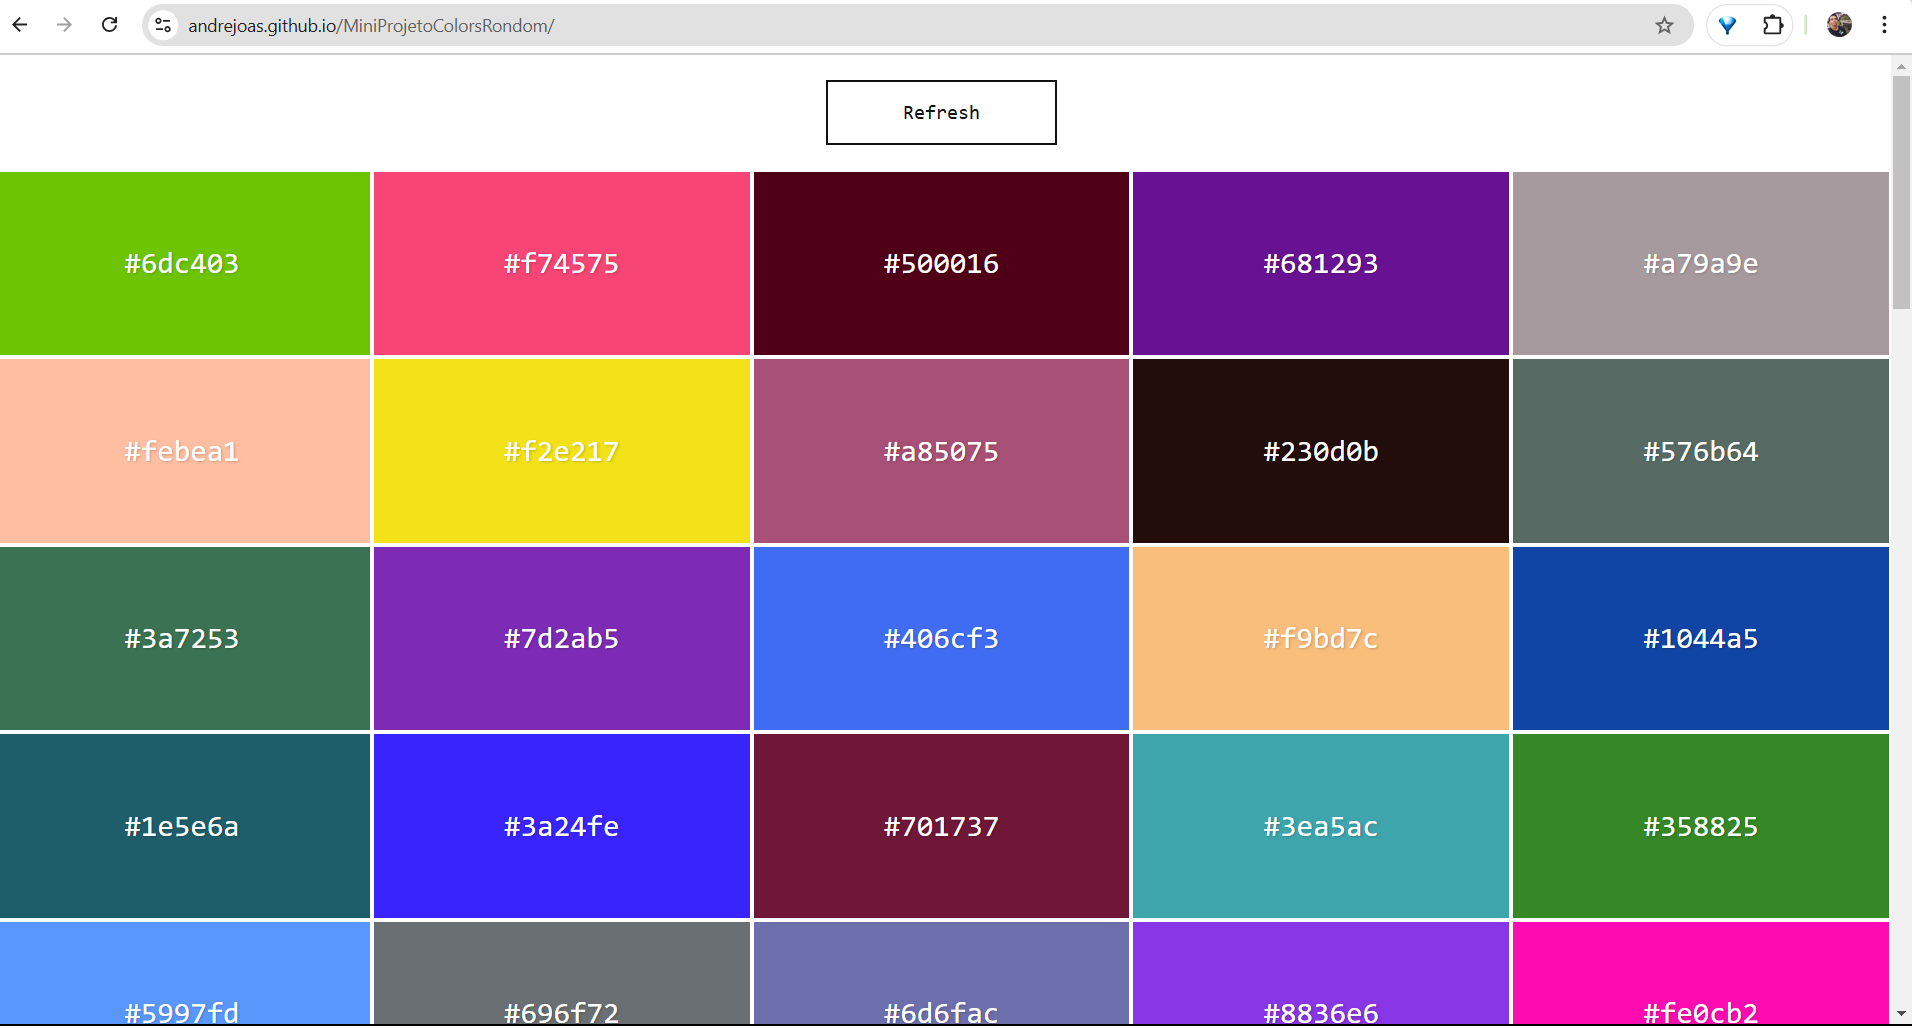 andrejoas.github.io/MiniProjetoColorsRondom/
Refresh
#6dc403 #f74575 #500016 #681293 #a79a9e
#febea1 #f2e217 #a85075 #230d0b #576b64
#3a7253 #7d2ab5 #406cf3 #f9bd7c #1044a5
#1e5e6a #3a24fe #701737 #3ea5ac #358825
#5997fd #696f72 #6d6fac #8836e6 #fe0cb2